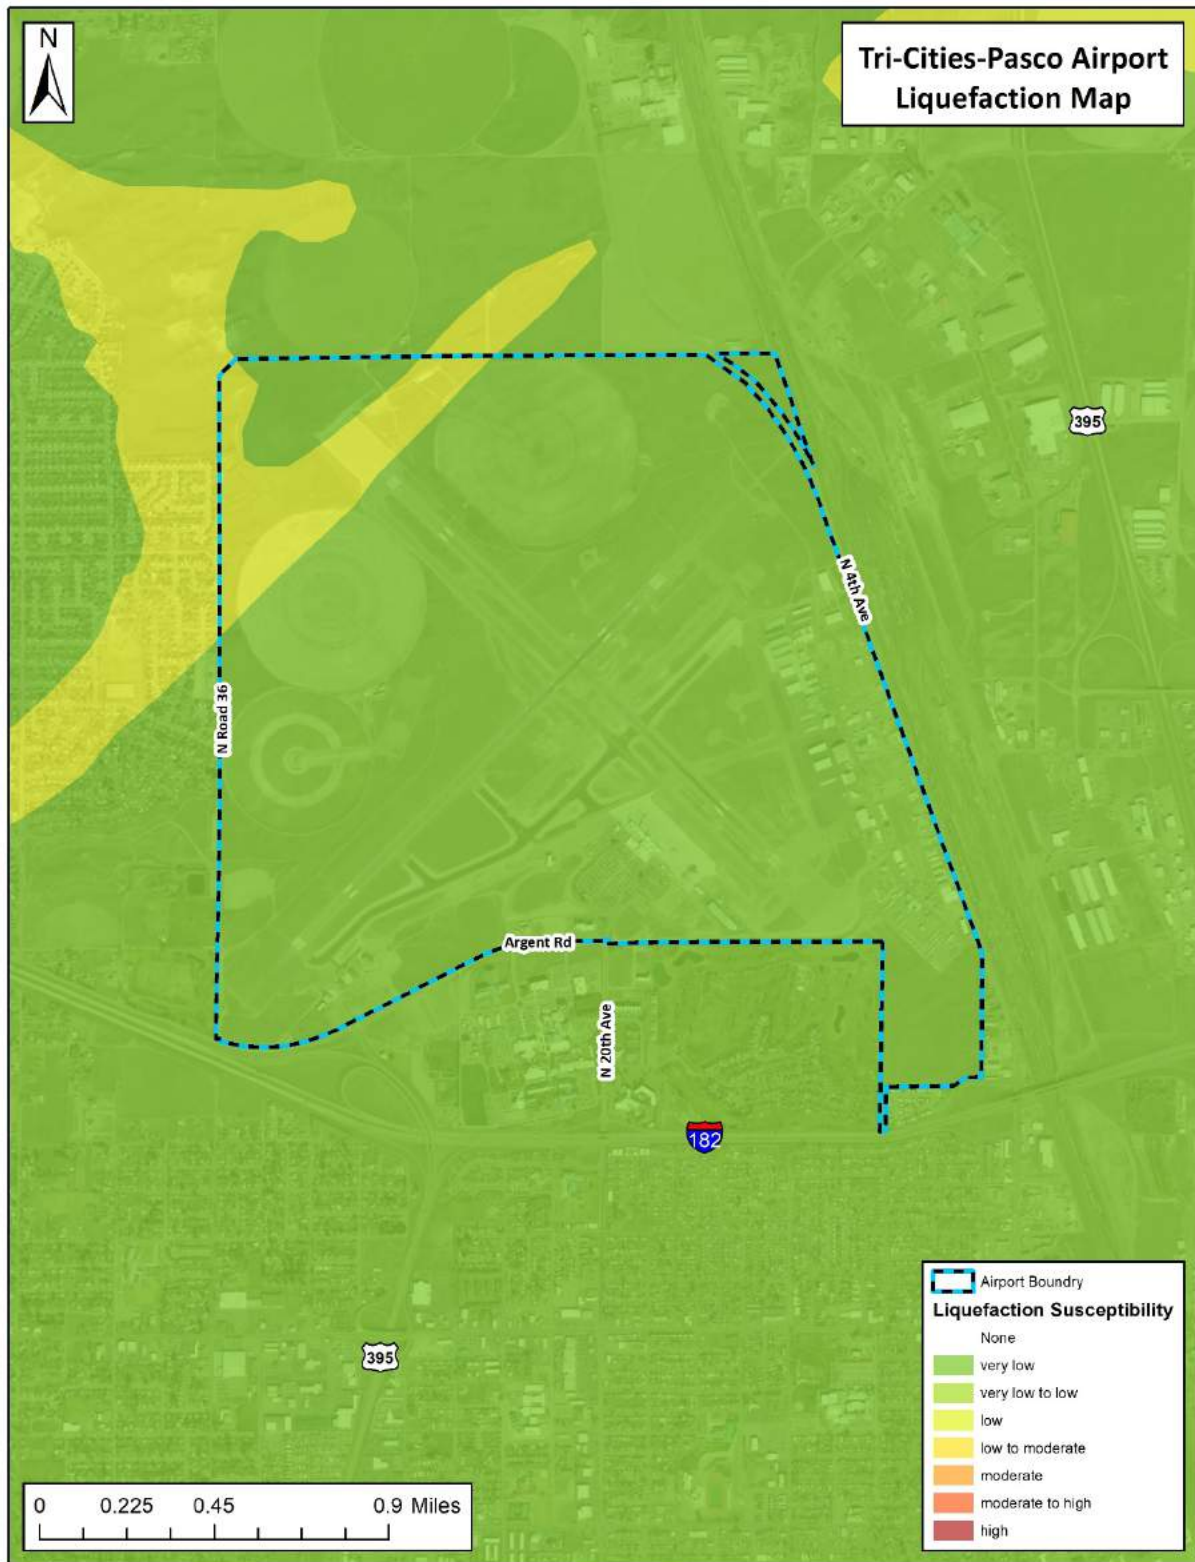 N
Tri-Cities-Pasco Airport
Liquefaction Map
395
N 4th Ave
N Road 36
Argent Rd
N 20th Ave
182
395
Airport Boundry
Liquefaction Susceptibility
None
very low
very low to low
low
low to moderate
moderate
moderate to high
high
0 0.225 0.45 0.9 Miles